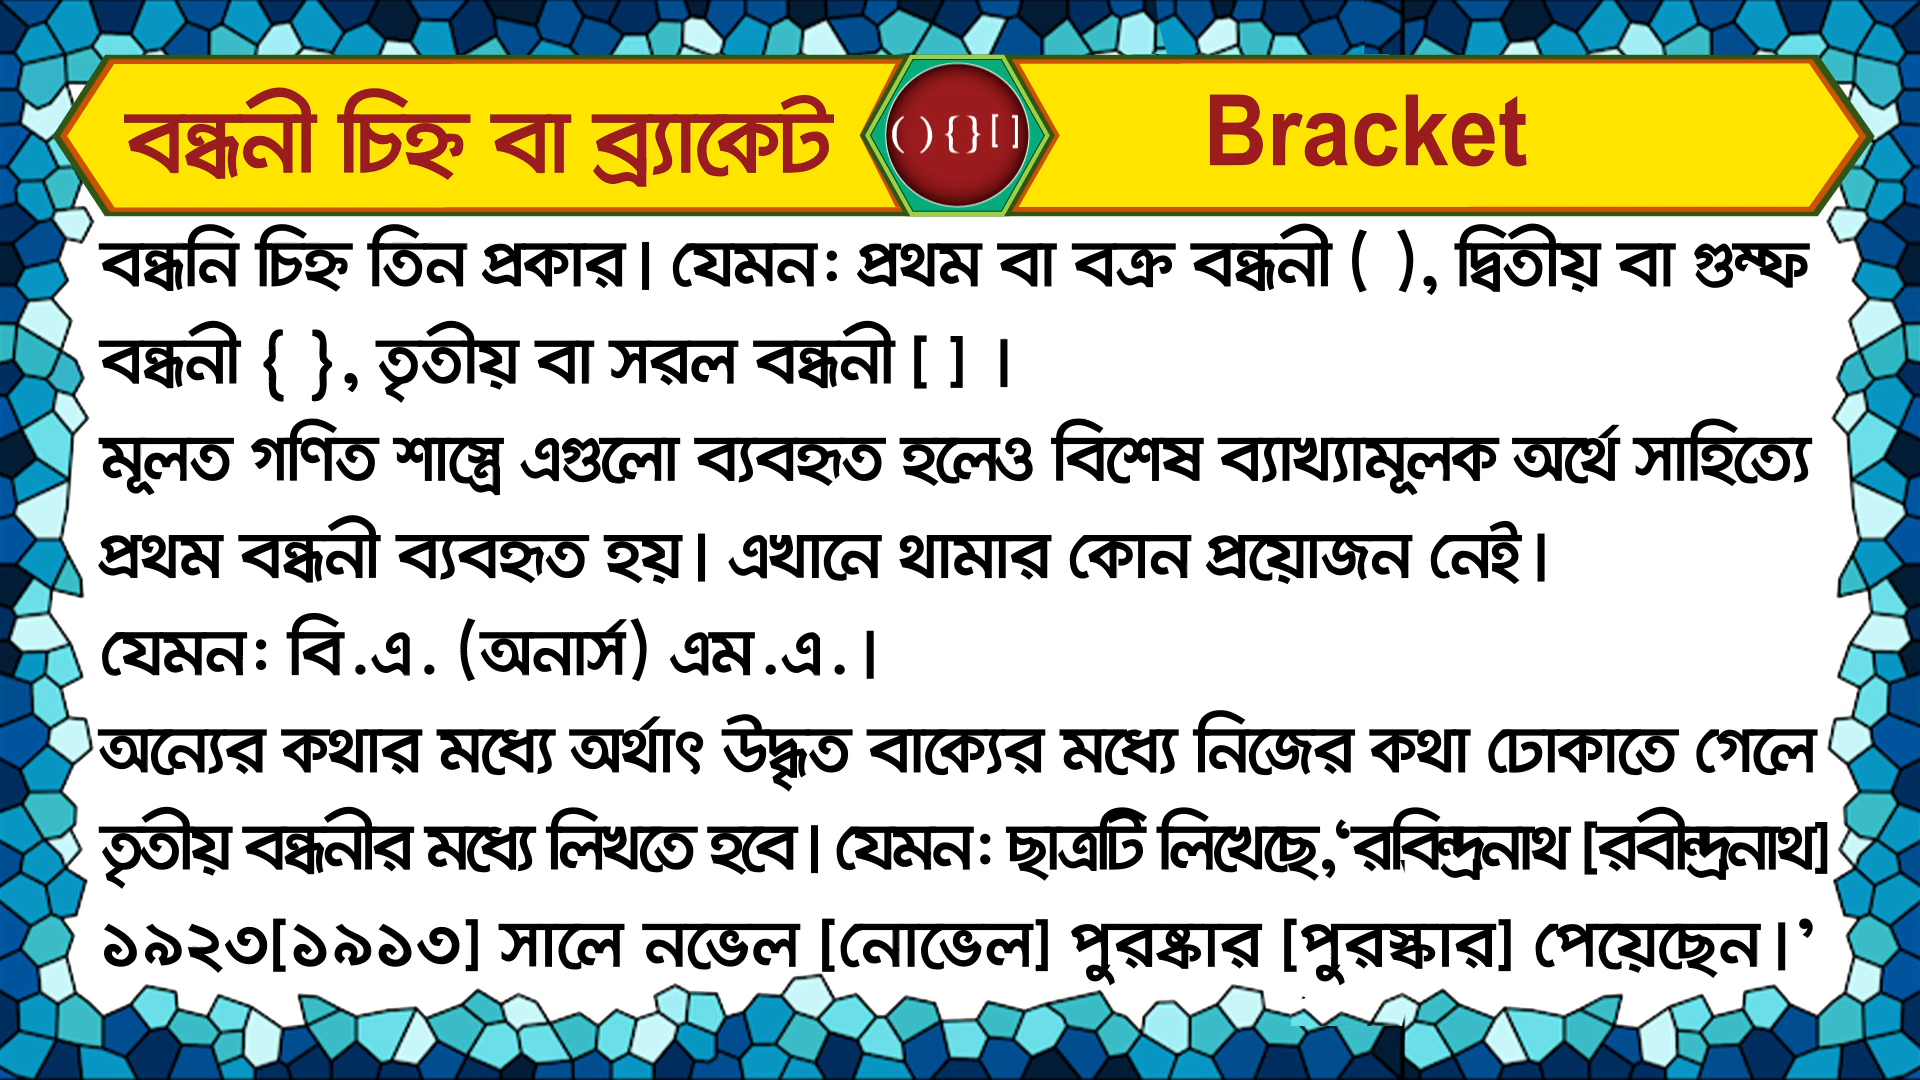 বন্ধনী চিহ্ন বা ব্র্যাকেট ( ) {} [ ] Bracket
বন্ধনি চিহ্ন তিন প্রকার। যেমন: প্রথম বা বক্র বন্ধনী ( ), দ্বিতীয় বা গুম্ফ
বন্ধনী { }, তৃতীয় বা সরল বন্ধনী [ ] ।
মূলত গণিত শাস্ত্রে এগুলো ব্যবহৃত হলেও বিশেষ ব্যাখ্যামূলক অর্থে সাহিত্যে
প্রথম বন্ধনী ব্যবহৃত হয়। এখানে থামার কোন প্রয়োজন নেই।
যেমন: বি.এ. (অনার্স) এম.এ.।
অন্যের কথার মধ্যে অর্থাৎ উদ্ধৃত বাক্যের মধ্যে নিজের কথা ঢোকাতে গেলে
তৃতীয় বন্ধনীর মধ্যে লিখতে হবে। যেমন: ছাত্রটি লিখেছে,‘রবিন্দ্রনাথ [রবীন্দ্রনাথ]
১৯২৩[১৯১৩] সালে নভেল [নোভেল] পুরষ্কার [পুরস্কার] পেয়েছেন।’